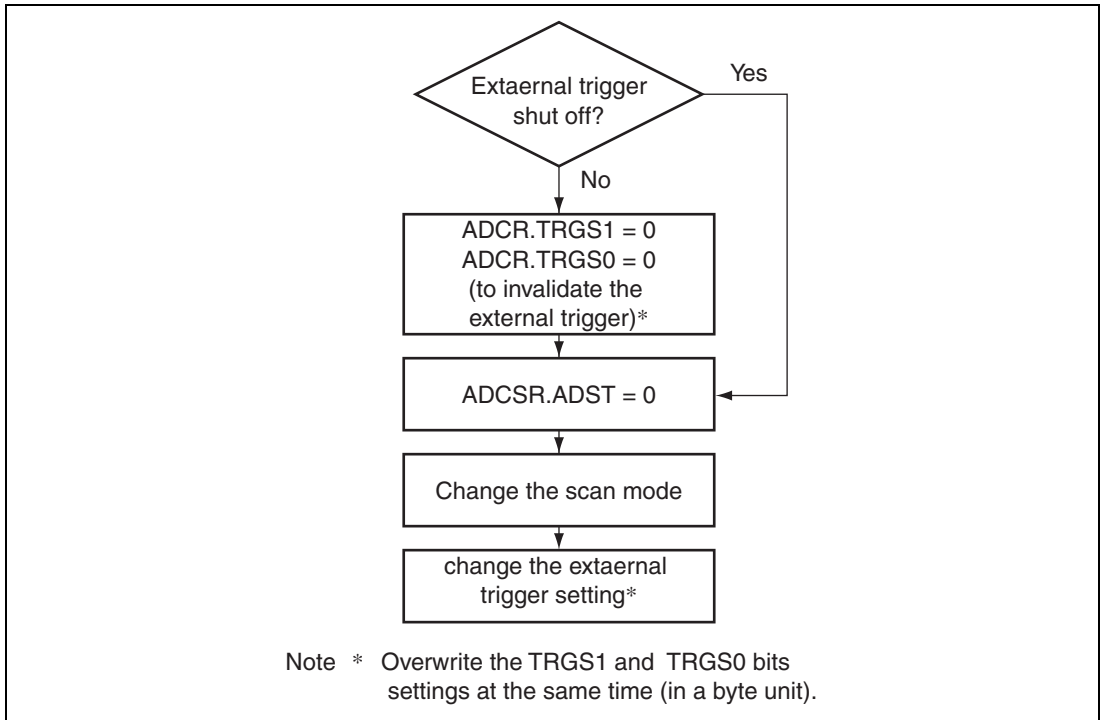 Extaernal trigger
shut off?
Yes
No
ADCR.TRGS1 = 0
ADCR.TRGS0 = 0
(to invalidate the
external trigger)*
ADCSR.ADST = 0
Change the scan mode
change the extaernal
trigger setting*
Note * Overwrite the TRGS1 and TRGS0 bits
settings at the same time (in a byte unit).